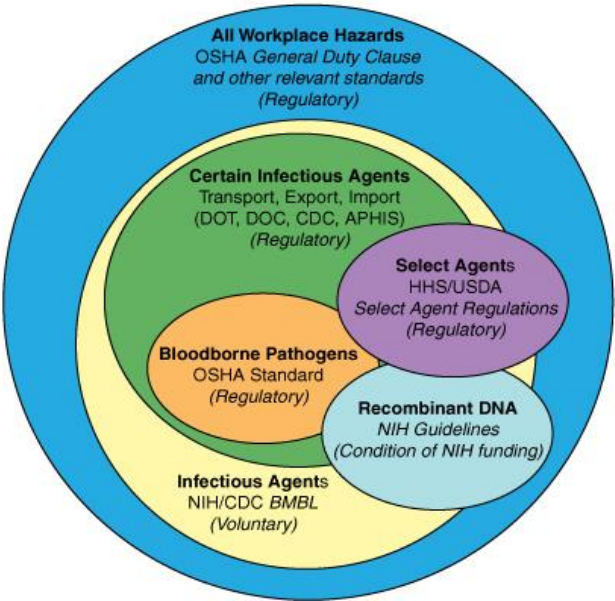 All Workplace Hazards
OSHA General Duty Clause
and other relevant standards
(Regulatory)
Certain Infectious Agents
Transport, Export, Import
(DOT, DOC, CDC, APHIS)
(Regulatory)
Select Agents
HHS/USDA
Select Agent Regulations
(Regulatory)
Bloodborne Pathogens
OSHA Standard
(Regulatory)
Recombinant DNA
NIH Guidelines
(Condition of NIH funding)
Infectious Agents
NIH/CDC BMBL
(Voluntary)